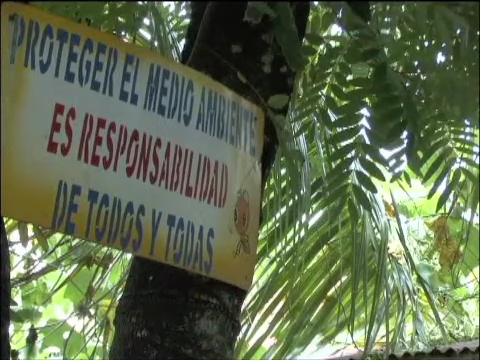 PROTEGER EL MEDIO AMBIENTE
ES RESPONSABILIDAD
DE TODOS Y TODAS